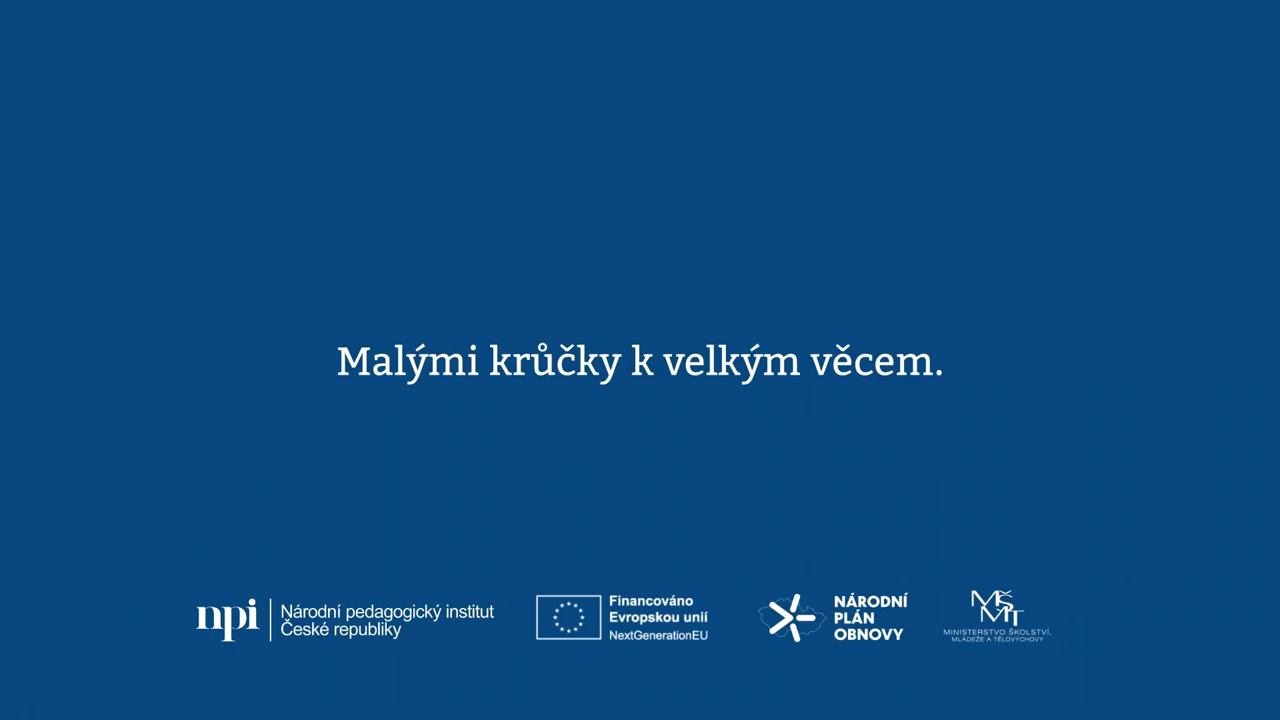 Malými krůčky k velkým věcem.
npi
Národní pedagogický institut
České republiky
Financováno
Evropskou unií
NextGenerationEU
NÁRODNÍ
PLÁN
OBNOVY
MŠMT
MINISTERSTVO ŠKOLSTVÍ,
MLÁDEŽE A TĚLOVÝCHOVY